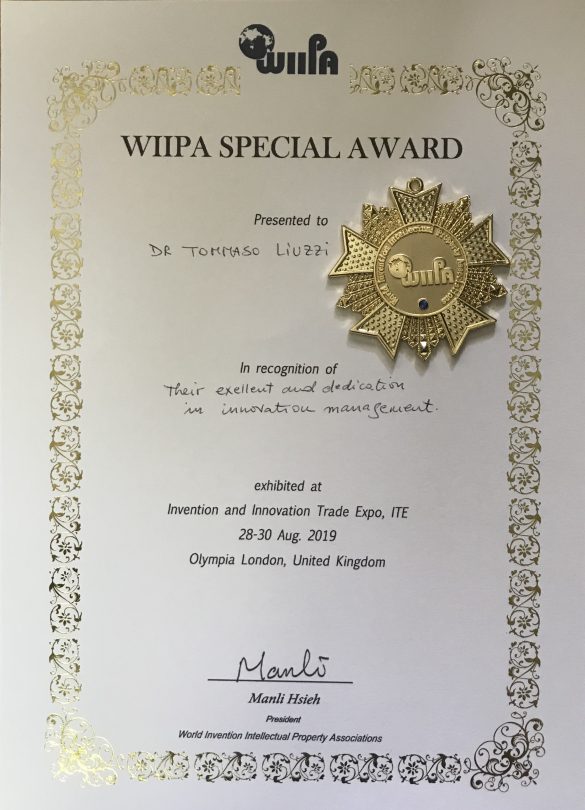 WIIPA
WIIPA SPECIAL AWARD
Presented to
DR TOMMASO LIUZZI
WIIPA
In recognition of
Their exellent and dedication
in innovation management.
exhibited at
Invention and Innovation Trade Expo, ITE
28-30 Aug. 2019
Olympia London, United Kingdom
Manli
Manli Hsieh
President
World Invention Intellectual Property Associations